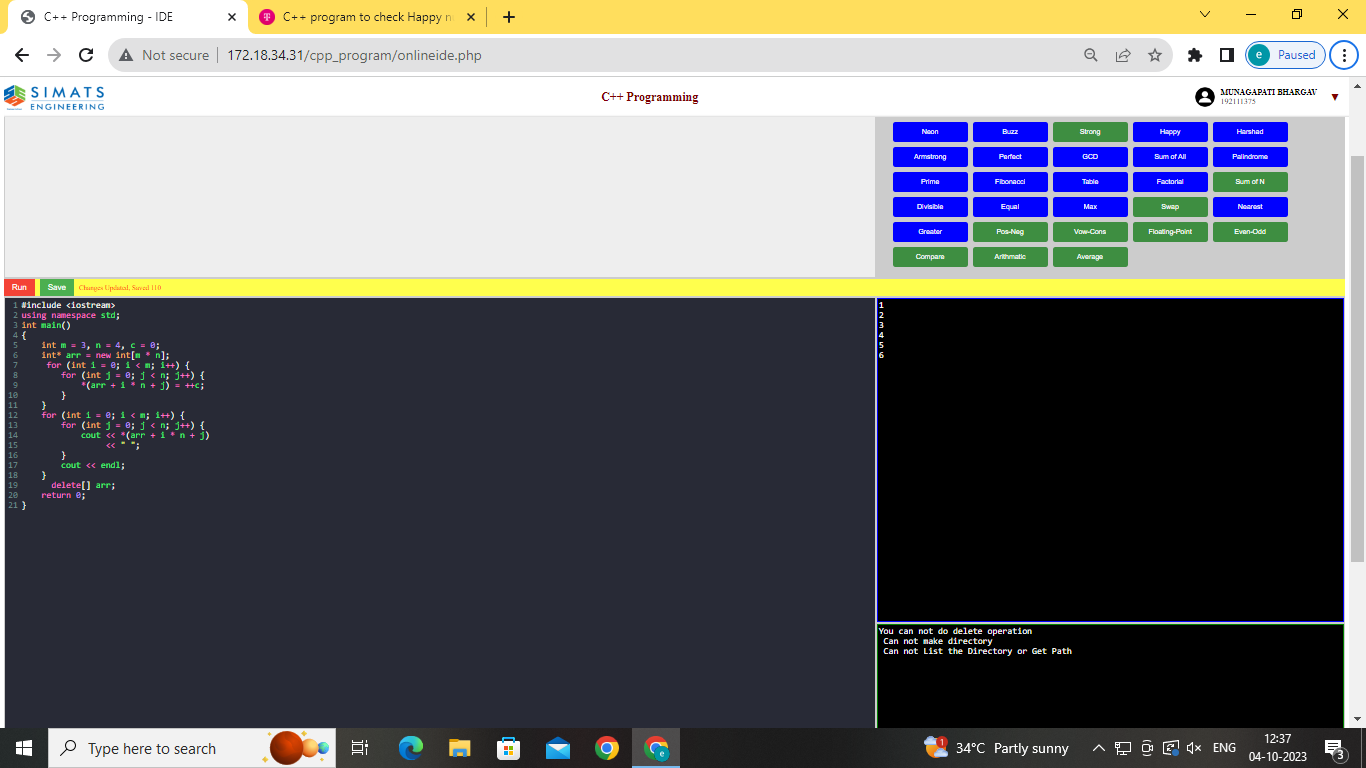 C++ Programming - IDE
C++ program to check Happy n
Not secure
172.18.34.31/cpp_program/onlineide.php
Paused
SIMATS
ENGINEERING
C++ Programming
MUNAGAPATI BHARGAV
192111375
Neon Buzz Strong Happy Harshad
Armstrong Perfect GCD Sum of All Palindrome
Prime Fibonacci Table Factorial Sum of N
Divisible Equal Max Swap Nearest
Greater Pos-Neg Vow-Cons Floating-Point Even-Odd
Compare Arithmatic Average
Run Save Changes Updated, Saved 110
1 #include <iostream>
2 using namespace std;
3 int main()
4 {
5 int m = 3, n = 4, c = 0;
6 int* arr = new int[m * n];
7 for (int i = 0; i < m; i++) {
8 for (int j = 0; j < n; j++) {
9 *(arr + i * n + j) = ++c;
10 }
11 }
12 for (int i = 0; i < m; i++) {
13 for (int j = 0; j < n; j++) {
14 cout << *(arr + i * n + j)
15 << " ";
16 }
17 cout << endl;
18 }
19 delete[] arr;
20 return 0;
21 }
1
2
3
4
5
6
You can not do delete operation
Can not make directory
Can not List the Directory or Get Path
Type here to search
1
34°C Partly sunny
ENG
12:37
04-10-2023
3